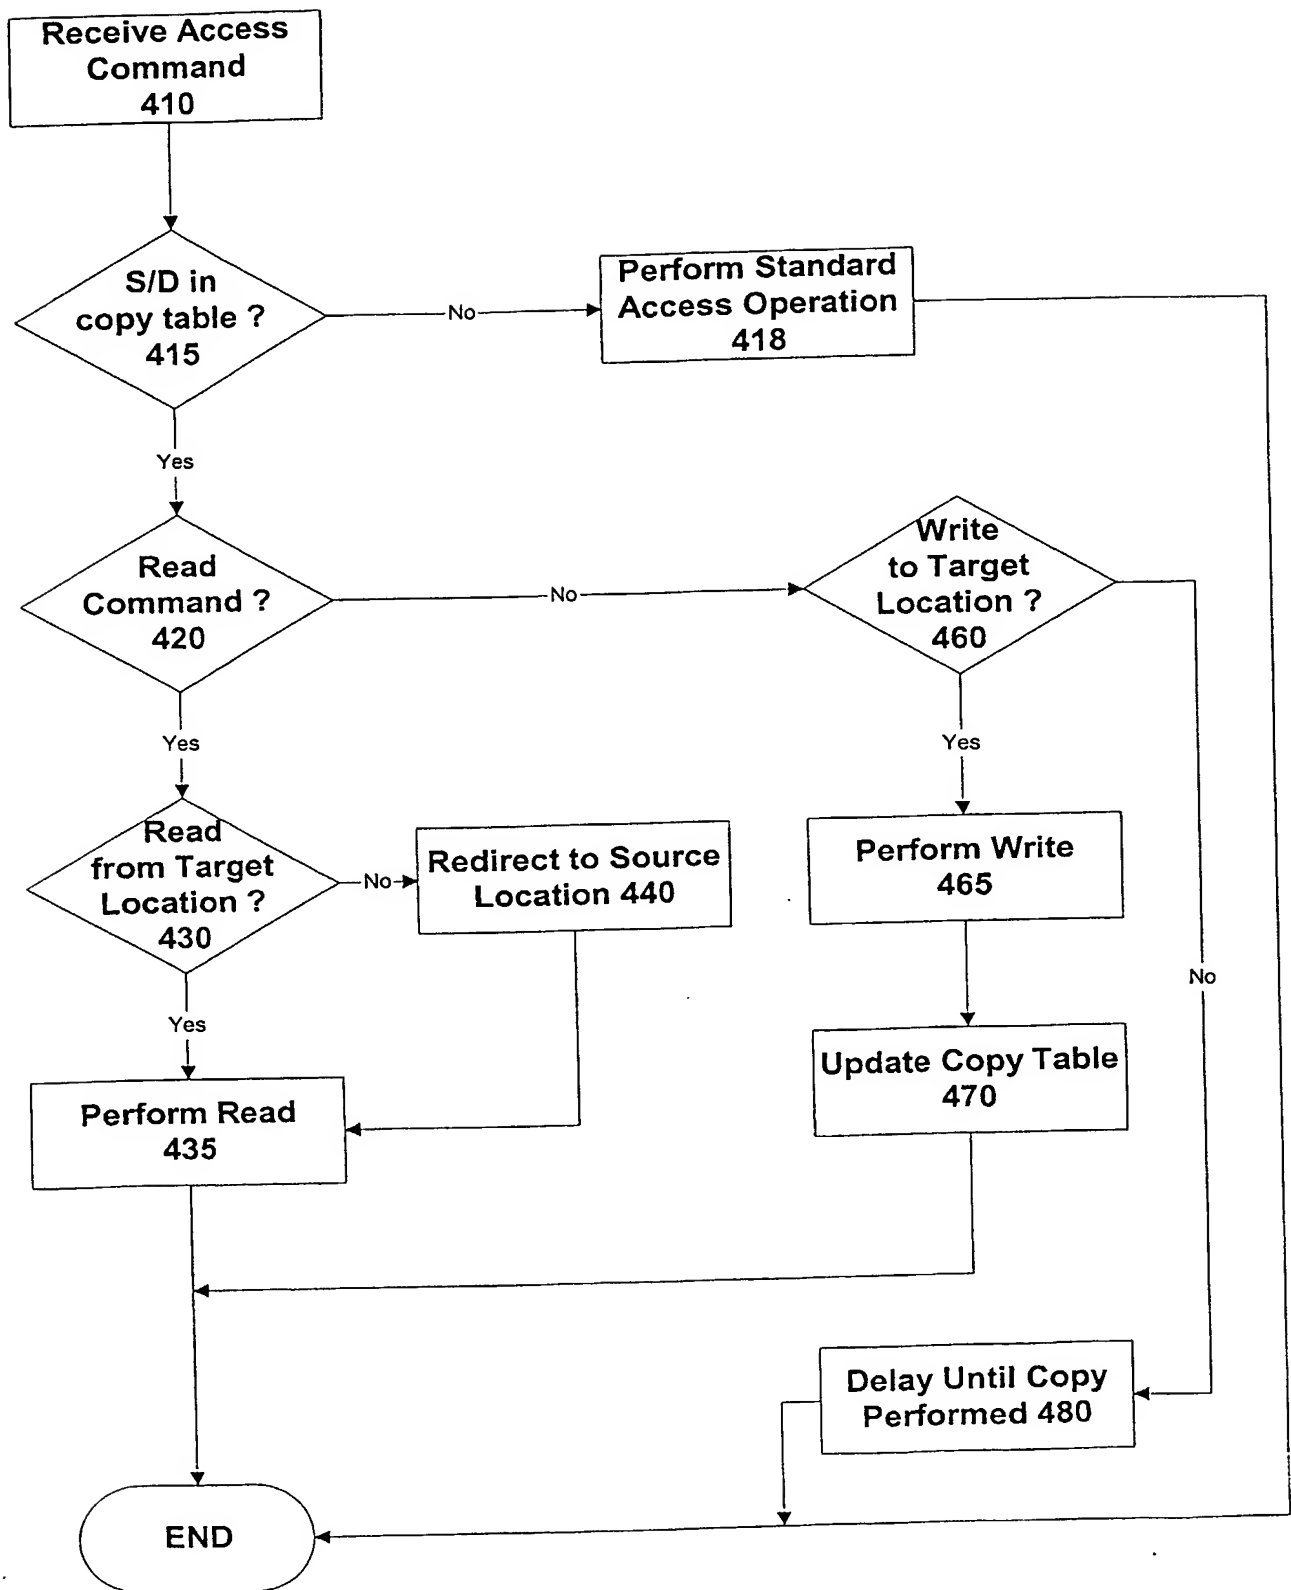 Receive Access
Command
410
S/D in
copy table ?
415
No
Perform Standard
Access Operation
418
Yes
Read
Command ?
420
No
Write
to Target
Location ?
460
Yes
Yes
Read
from Target
Location ?
430
No
Redirect to Source
Location 440
Perform Write
465
No
Yes
Update Copy Table
470
Perform Read
435
Delay Until Copy
Performed 480
END